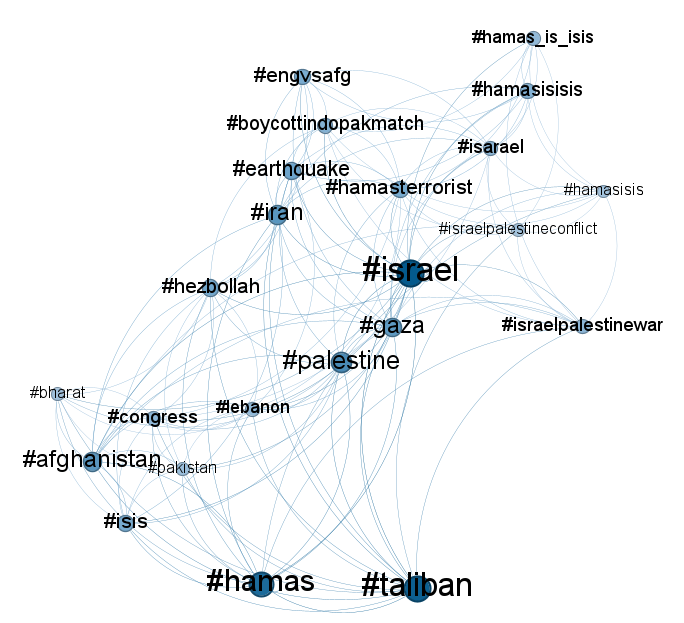 #hamas_is_isis
#engvsafg
#hamasisisis
#boycottindopakmatch
#isarael
#earthquake
#hamasterrorist
#hamasisis
#iran
#israelpalestineconflict
#israel
#hezbollah
#gaza
#israelpalestinewar
#palestine
#bharat
#lebanon
#congress
#afghanistan
#pakistan
#isis
#hamas
#taliban